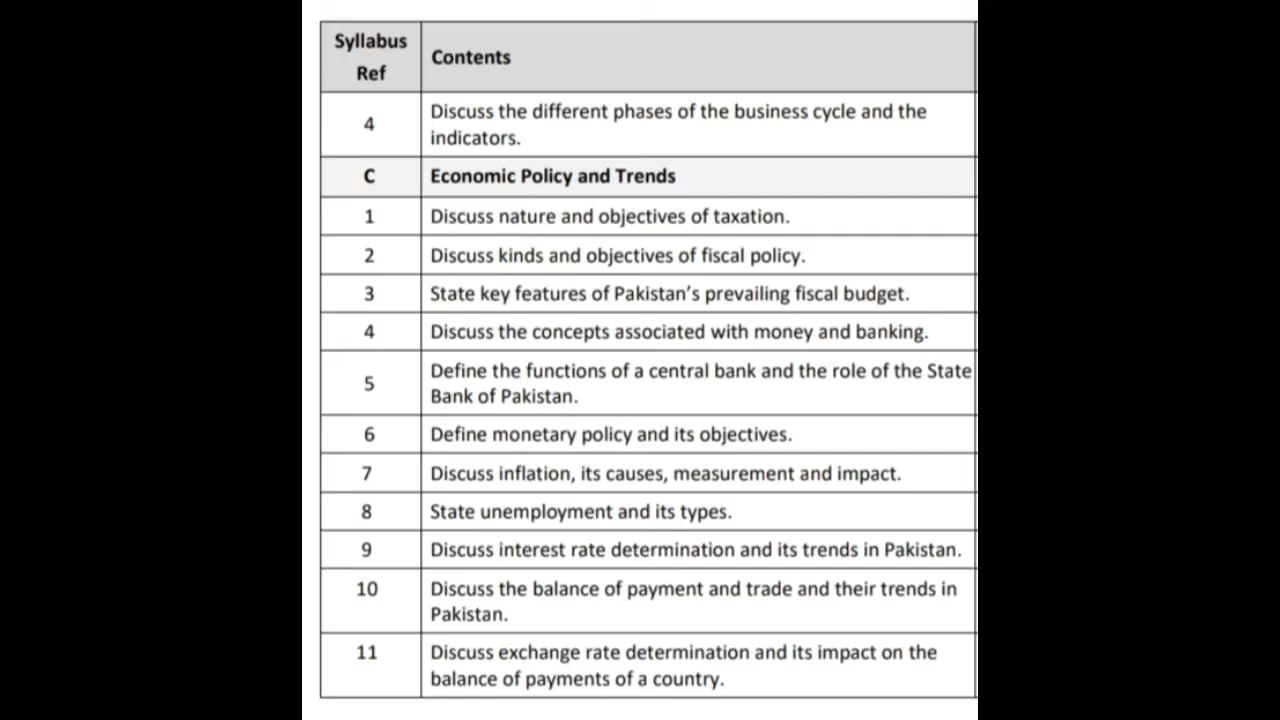 Syllabus
Ref
Contents
4
Discuss the different phases of the business cycle and the
indicators.
C
Economic Policy and Trends
1
Discuss nature and objectives of taxation.
2
Discuss kinds and objectives of fiscal policy.
3
State key features of Pakistan’s prevailing fiscal budget.
4
Discuss the concepts associated with money and banking.
5
Define the functions of a central bank and the role of the State
Bank of Pakistan.
6
Define monetary policy and its objectives.
7
Discuss inflation, its causes, measurement and impact.
8
State unemployment and its types.
9
Discuss interest rate determination and its trends in Pakistan.
10
Discuss the balance of payment and trade and their trends in
Pakistan.
11
Discuss exchange rate determination and its impact on the
balance of payments of a country.